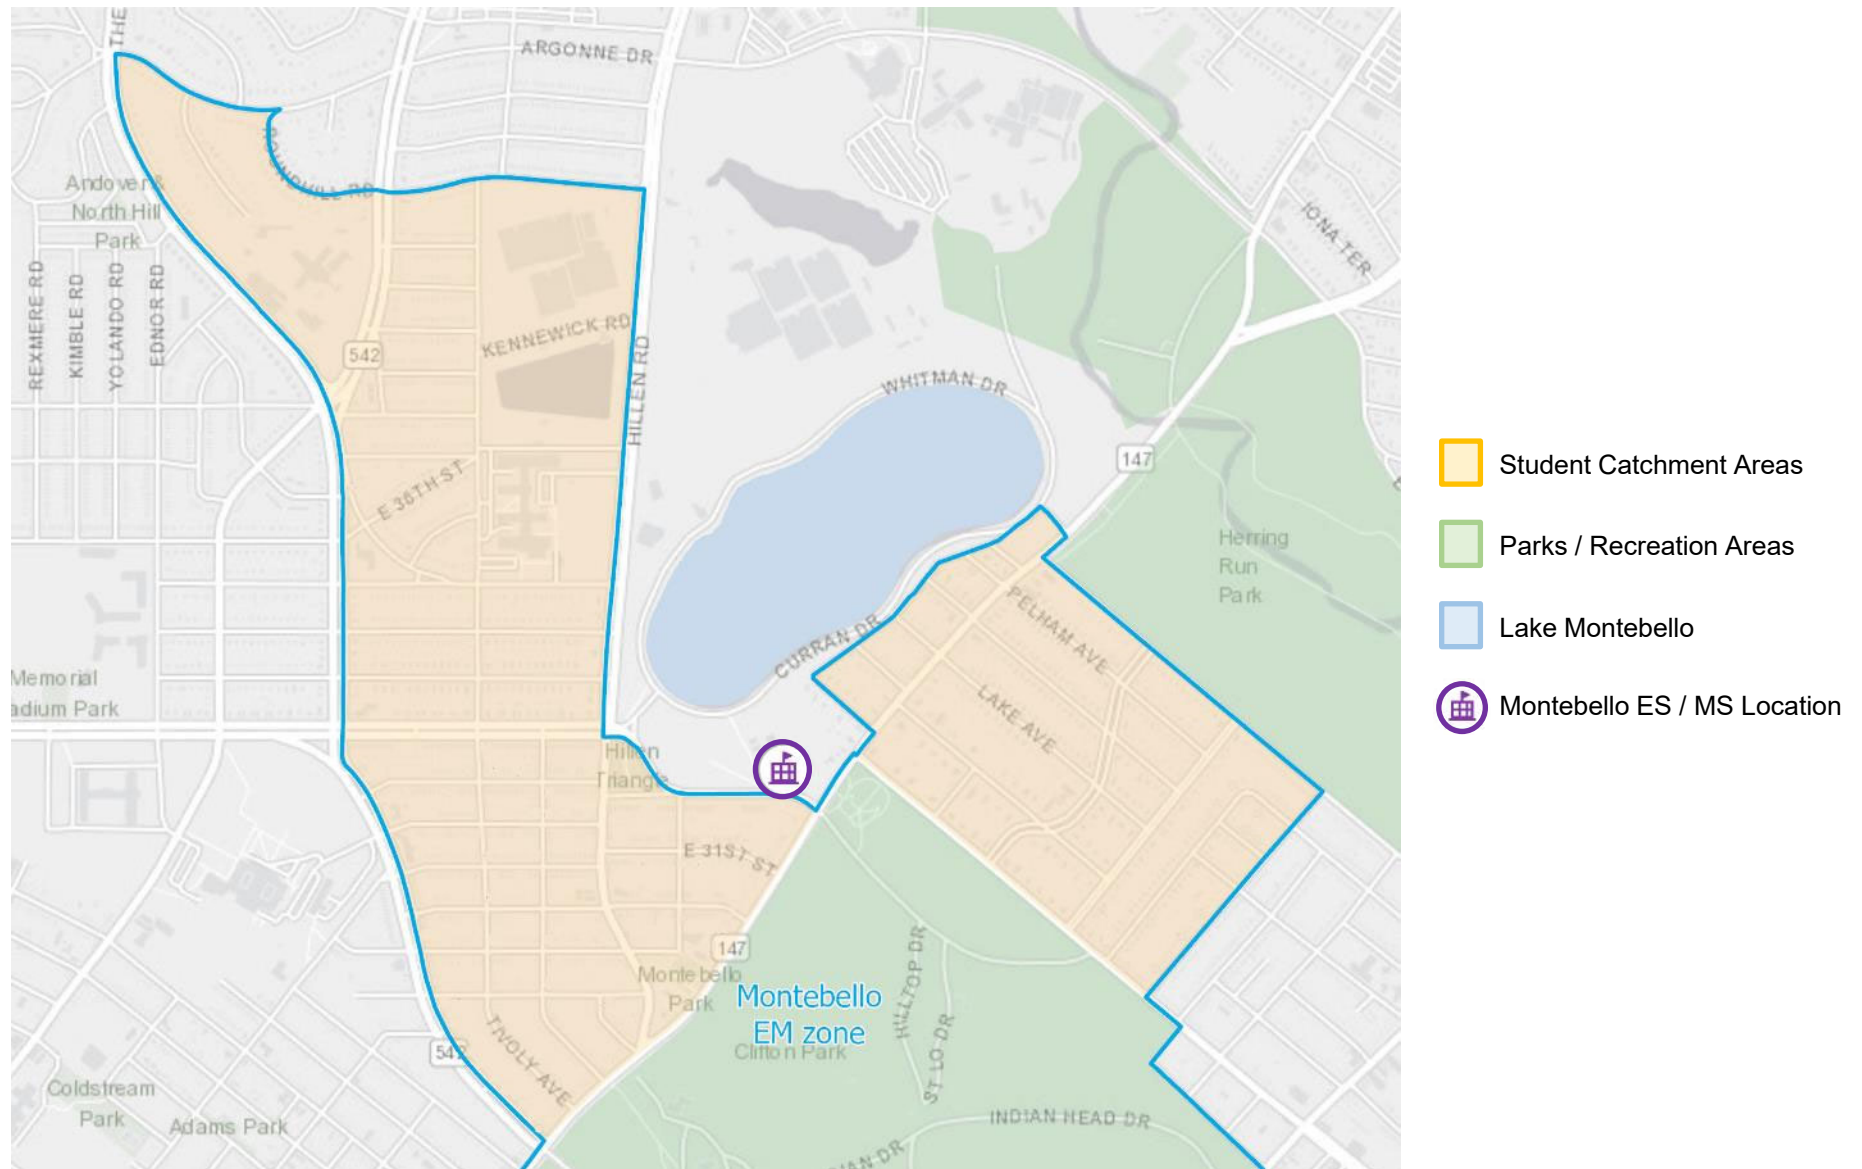 THE
ARGONNE DR
ROUNDHILL RD
Andover &
North Hill
Park
IONA TER
REXMERE RD
KIMBLE RD
YOLANDO RD
EDNOR RD
542
KENNEWICK RD
HILLEN RD
WHITMAN DR
147
E 36TH ST
Herring
Run
Park
PELHAM AVE
CURRAN DR
LAKE AVE
Memorial
adium Park
Hillen
Triangle
E 31ST ST
147
Montebello
Park
Montebello
EM zone
Clifton Park
HILLTOP DR
ST LO DR
TIVOLY AVE
542
Coldstream
Park
Adams Park
INDIAN HEAD DR
IAN DR
Student Catchment Areas
Parks / Recreation Areas
Lake Montebello
Montebello ES / MS Location